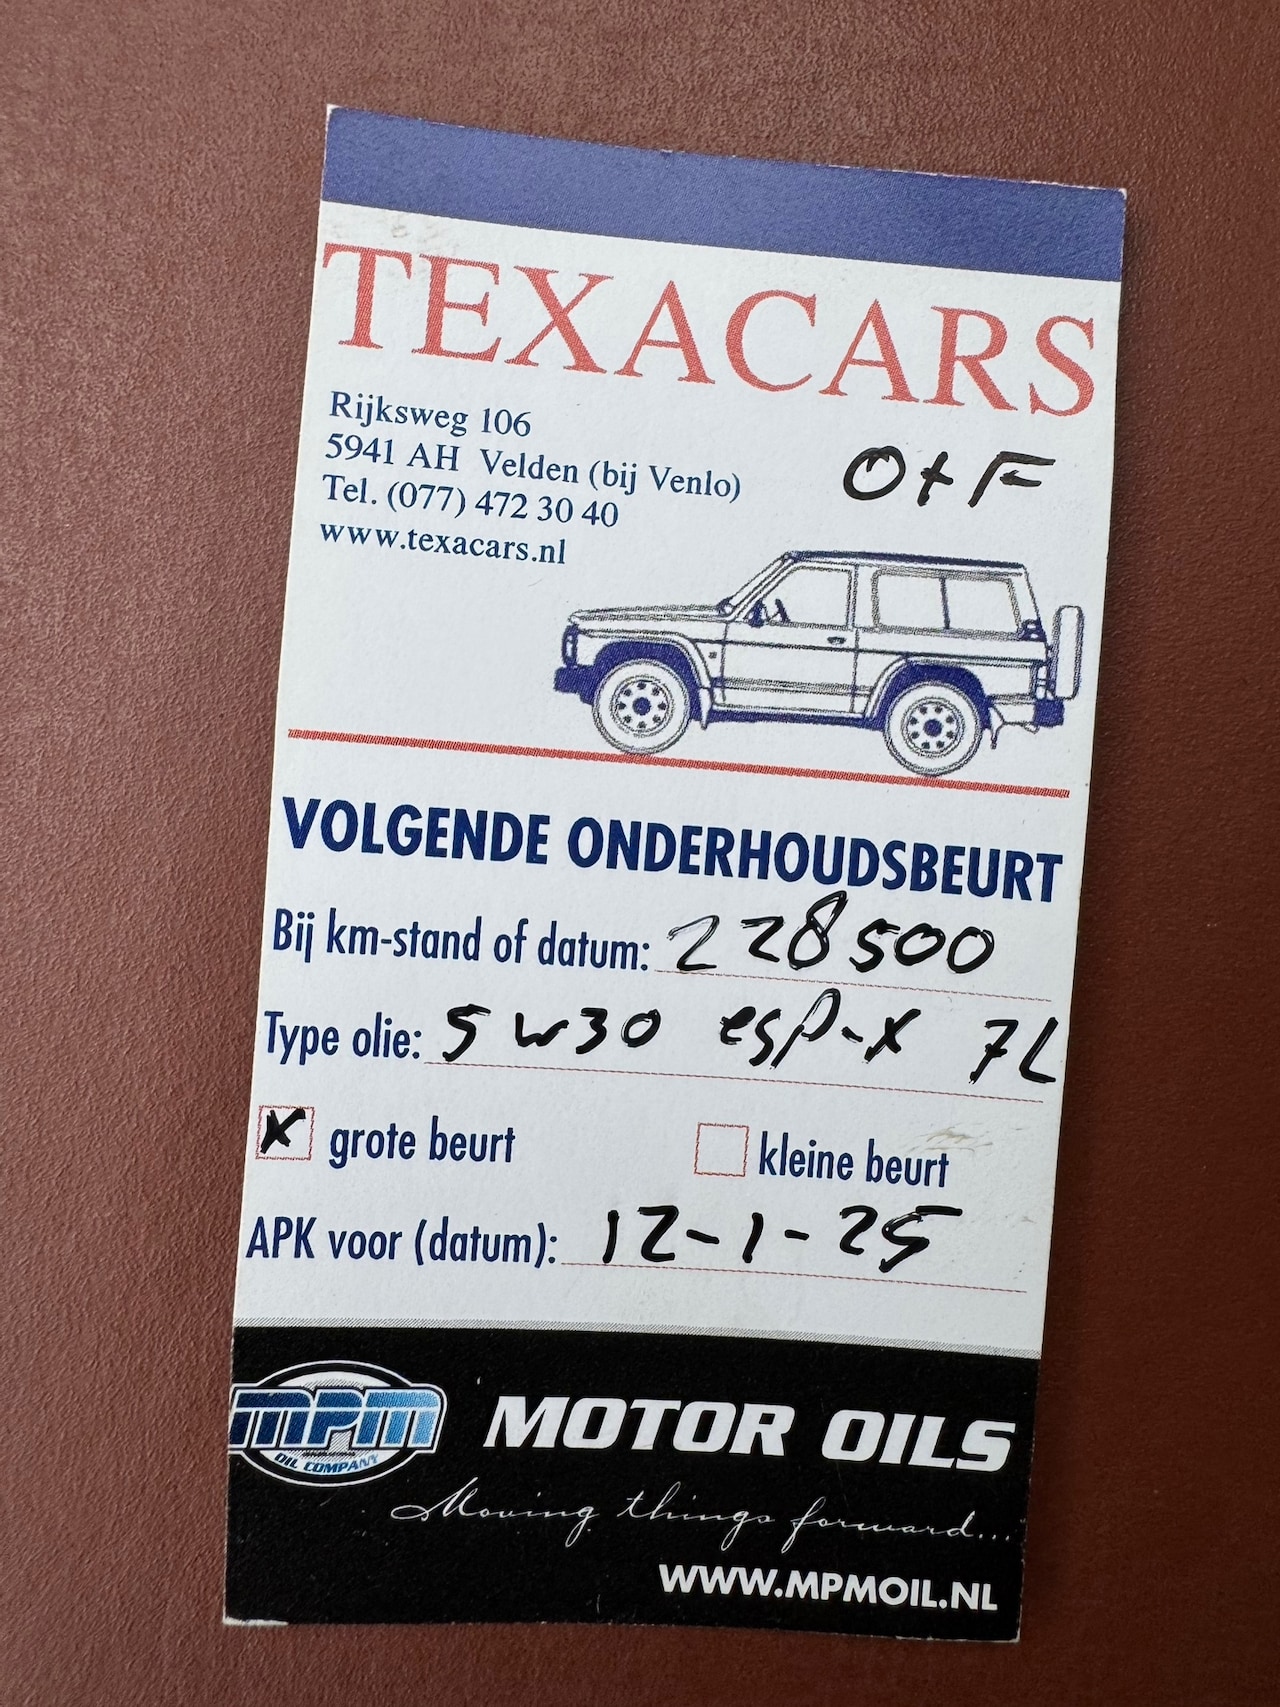 TEXACARS
Rijksweg 106
5941 AH Velden (bij Venlo)
Tel. (077) 472 30 40
www.texacars.nl
O+F
VOLGENDE ONDERHOUDSBEURT
Bij km-stand of datum: 228500
Type olie: 5w30 esp-x 7L
x grote beurt kleine beurt
APK voor (datum): 12-1-25
MPM
OIL COMPANY
MOTOR OILS
Moving things forward...
WWW.MPMOIL.NL